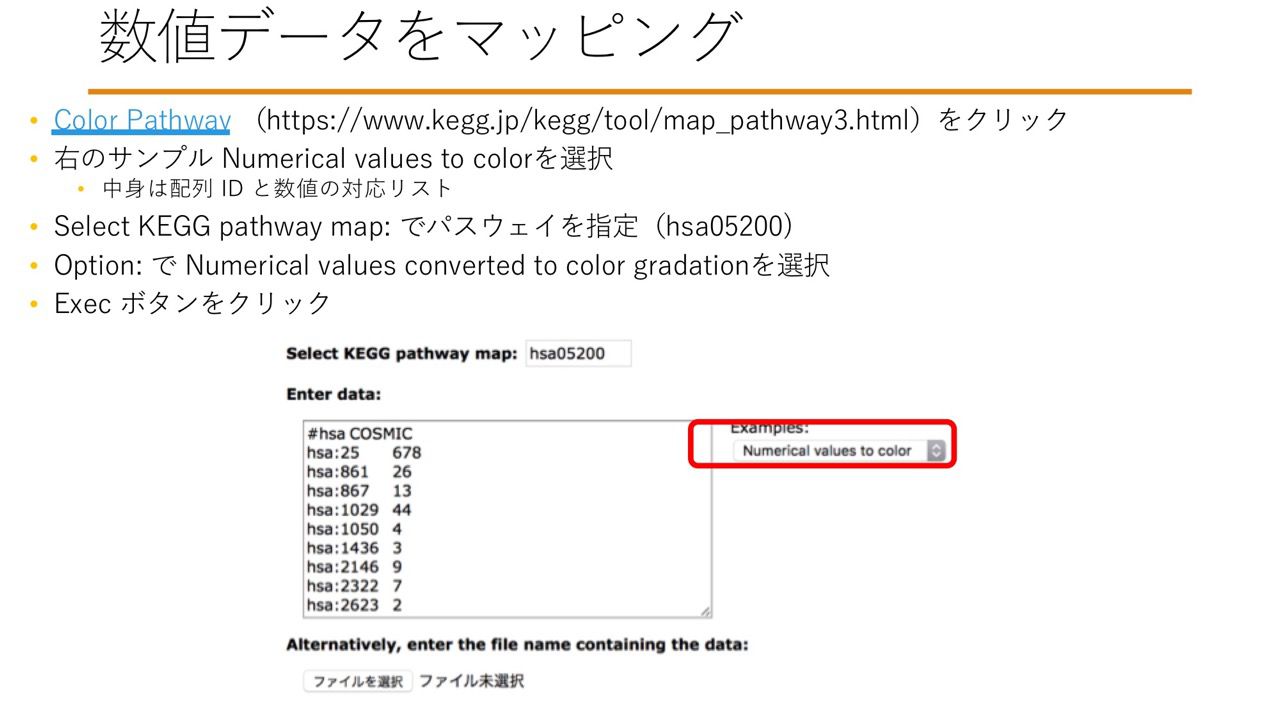 数値データをマッピング
• Color Pathway （https://www.kegg.jp/kegg/tool/map_pathway3.html）をクリック
• 右のサンプル Numerical values to colorを選択
• 中身は配列 ID と数値の対応リスト
• Select KEGG pathway map: でパスウェイを指定（hsa05200）
• Option: で Numerical values converted to color gradationを選択
• Exec ボタンをクリック
Select KEGG pathway map: hsa05200
Enter data:
#hsa COSMIC
hsa:25 678
hsa:861 26
hsa:867 13
hsa:1029 44
hsa:1050 4
hsa:1436 3
hsa:2146 9
hsa:2322 7
hsa:2623 2
Examples:
Numerical values to color
Alternatively, enter the file name containing the data:
ファイルを選択 ファイル未選択